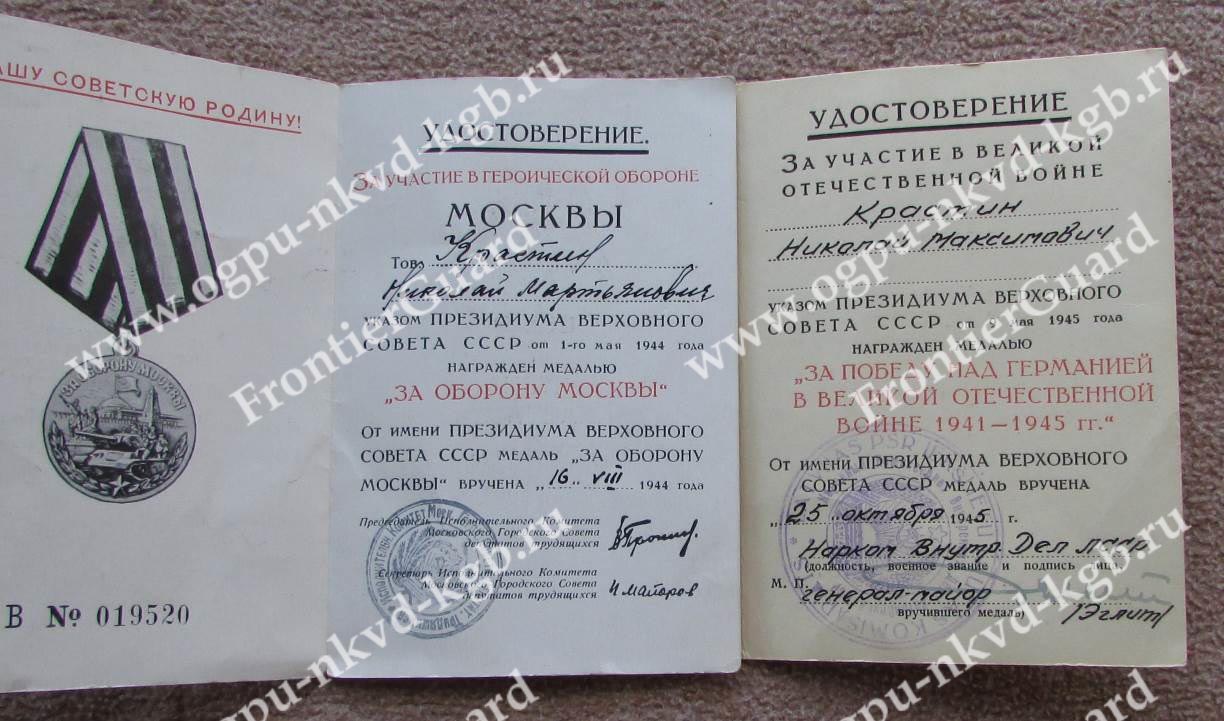 АШУ СОВЕТСКУЮ РОДИНУ!
ЗА ОБОРОНУ МОСКВЫ
В № 019520
УДОСТОВЕРЕНИЕ.
ЗА УЧАСТИЕ В ГЕРОИЧЕСКОЙ ОБОРОНЕ
МОСКВЫ
Тов. Крастин
Николай Мартьянович
указом ПРЕЗИДИУМА ВЕРХОВНОГО
СОВЕТА СССР от 1-го мая 1944 года
НАГРАЖДЕН МЕДАЛЬЮ
„ЗА ОБОРОНУ МОСКВЫ“
От имени ПРЕЗИДИУМА ВЕРХОВНОГО
СОВЕТА СССР МЕДАЛЬ „ЗА ОБОРОНУ
МОСКВЫ“ ВРУЧЕНА „16“ VIII 1944 года
Председатель Исполнительного Комитета
Московского Городского Совета
депутатов трудящихся
Секретарь Исполнительного Комитета
Московского Городского Совета
депутатов трудящихся
П. Майоров
УДОСТОВЕРЕНИЕ
ЗА УЧАСТИЕ В ВЕЛИКОЙ
ОТЕЧЕСТВЕННОЙ ВОЙНЕ
Крастин
Николай Максимович
указом ПРЕЗИДИУМА ВЕРХОВНОГО
СОВЕТА СССР от 9 мая 1945 года
НАГРАЖДЕН МЕДАЛЬЮ
„ЗА ПОБЕДУ НАД ГЕРМАНИЕЙ
В ВЕЛИКОЙ ОТЕЧЕСТВЕННОЙ
ВОЙНЕ 1941—1945 гг.“
От имени ПРЕЗИДИУМА ВЕРХОВНОГО
СОВЕТА СССР МЕДАЛЬ ВРУЧЕНА
„25“ октября 1945 г.
Нарком Внутр. Дел ЛССР
(должность, военное звание и подпись лица,
М. П. генерал-майор
вручившего медаль) /Эглит/
www.ogpu-nkvd-kgb.ru
FrontierGuard
www.ogpu-nkvd-kgb.ru
FrontierGuard
www.ogpu-nkvd-kgb.ru
FrontierGuard